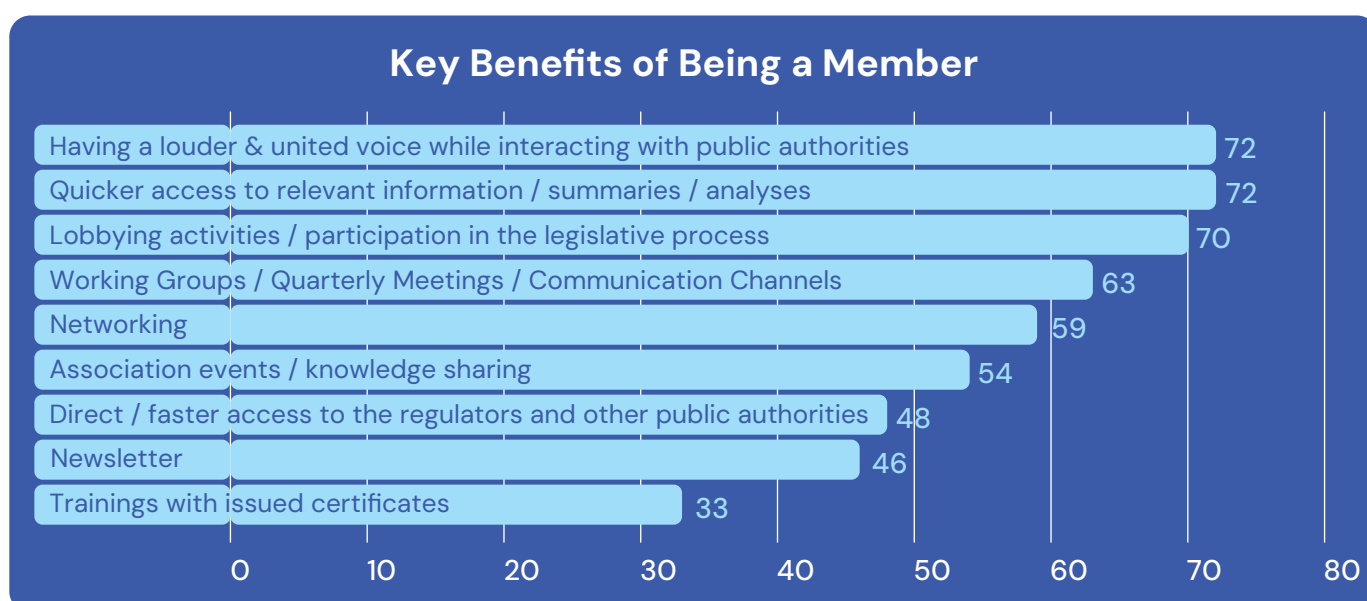 Key Benefits of Being a Member
Having a louder & united voice while interacting with public authorities 72
Quicker access to relevant information / summaries / analyses 72
Lobbying activities / participation in the legislative process 70
Working Groups / Quarterly Meetings / Communication Channels 63
Networking 59
Association events / knowledge sharing 54
Direct / faster access to the regulators and other public authorities 48
Newsletter 46
Trainings with issued certificates 33
0 10 20 30 40 50 60 70 80